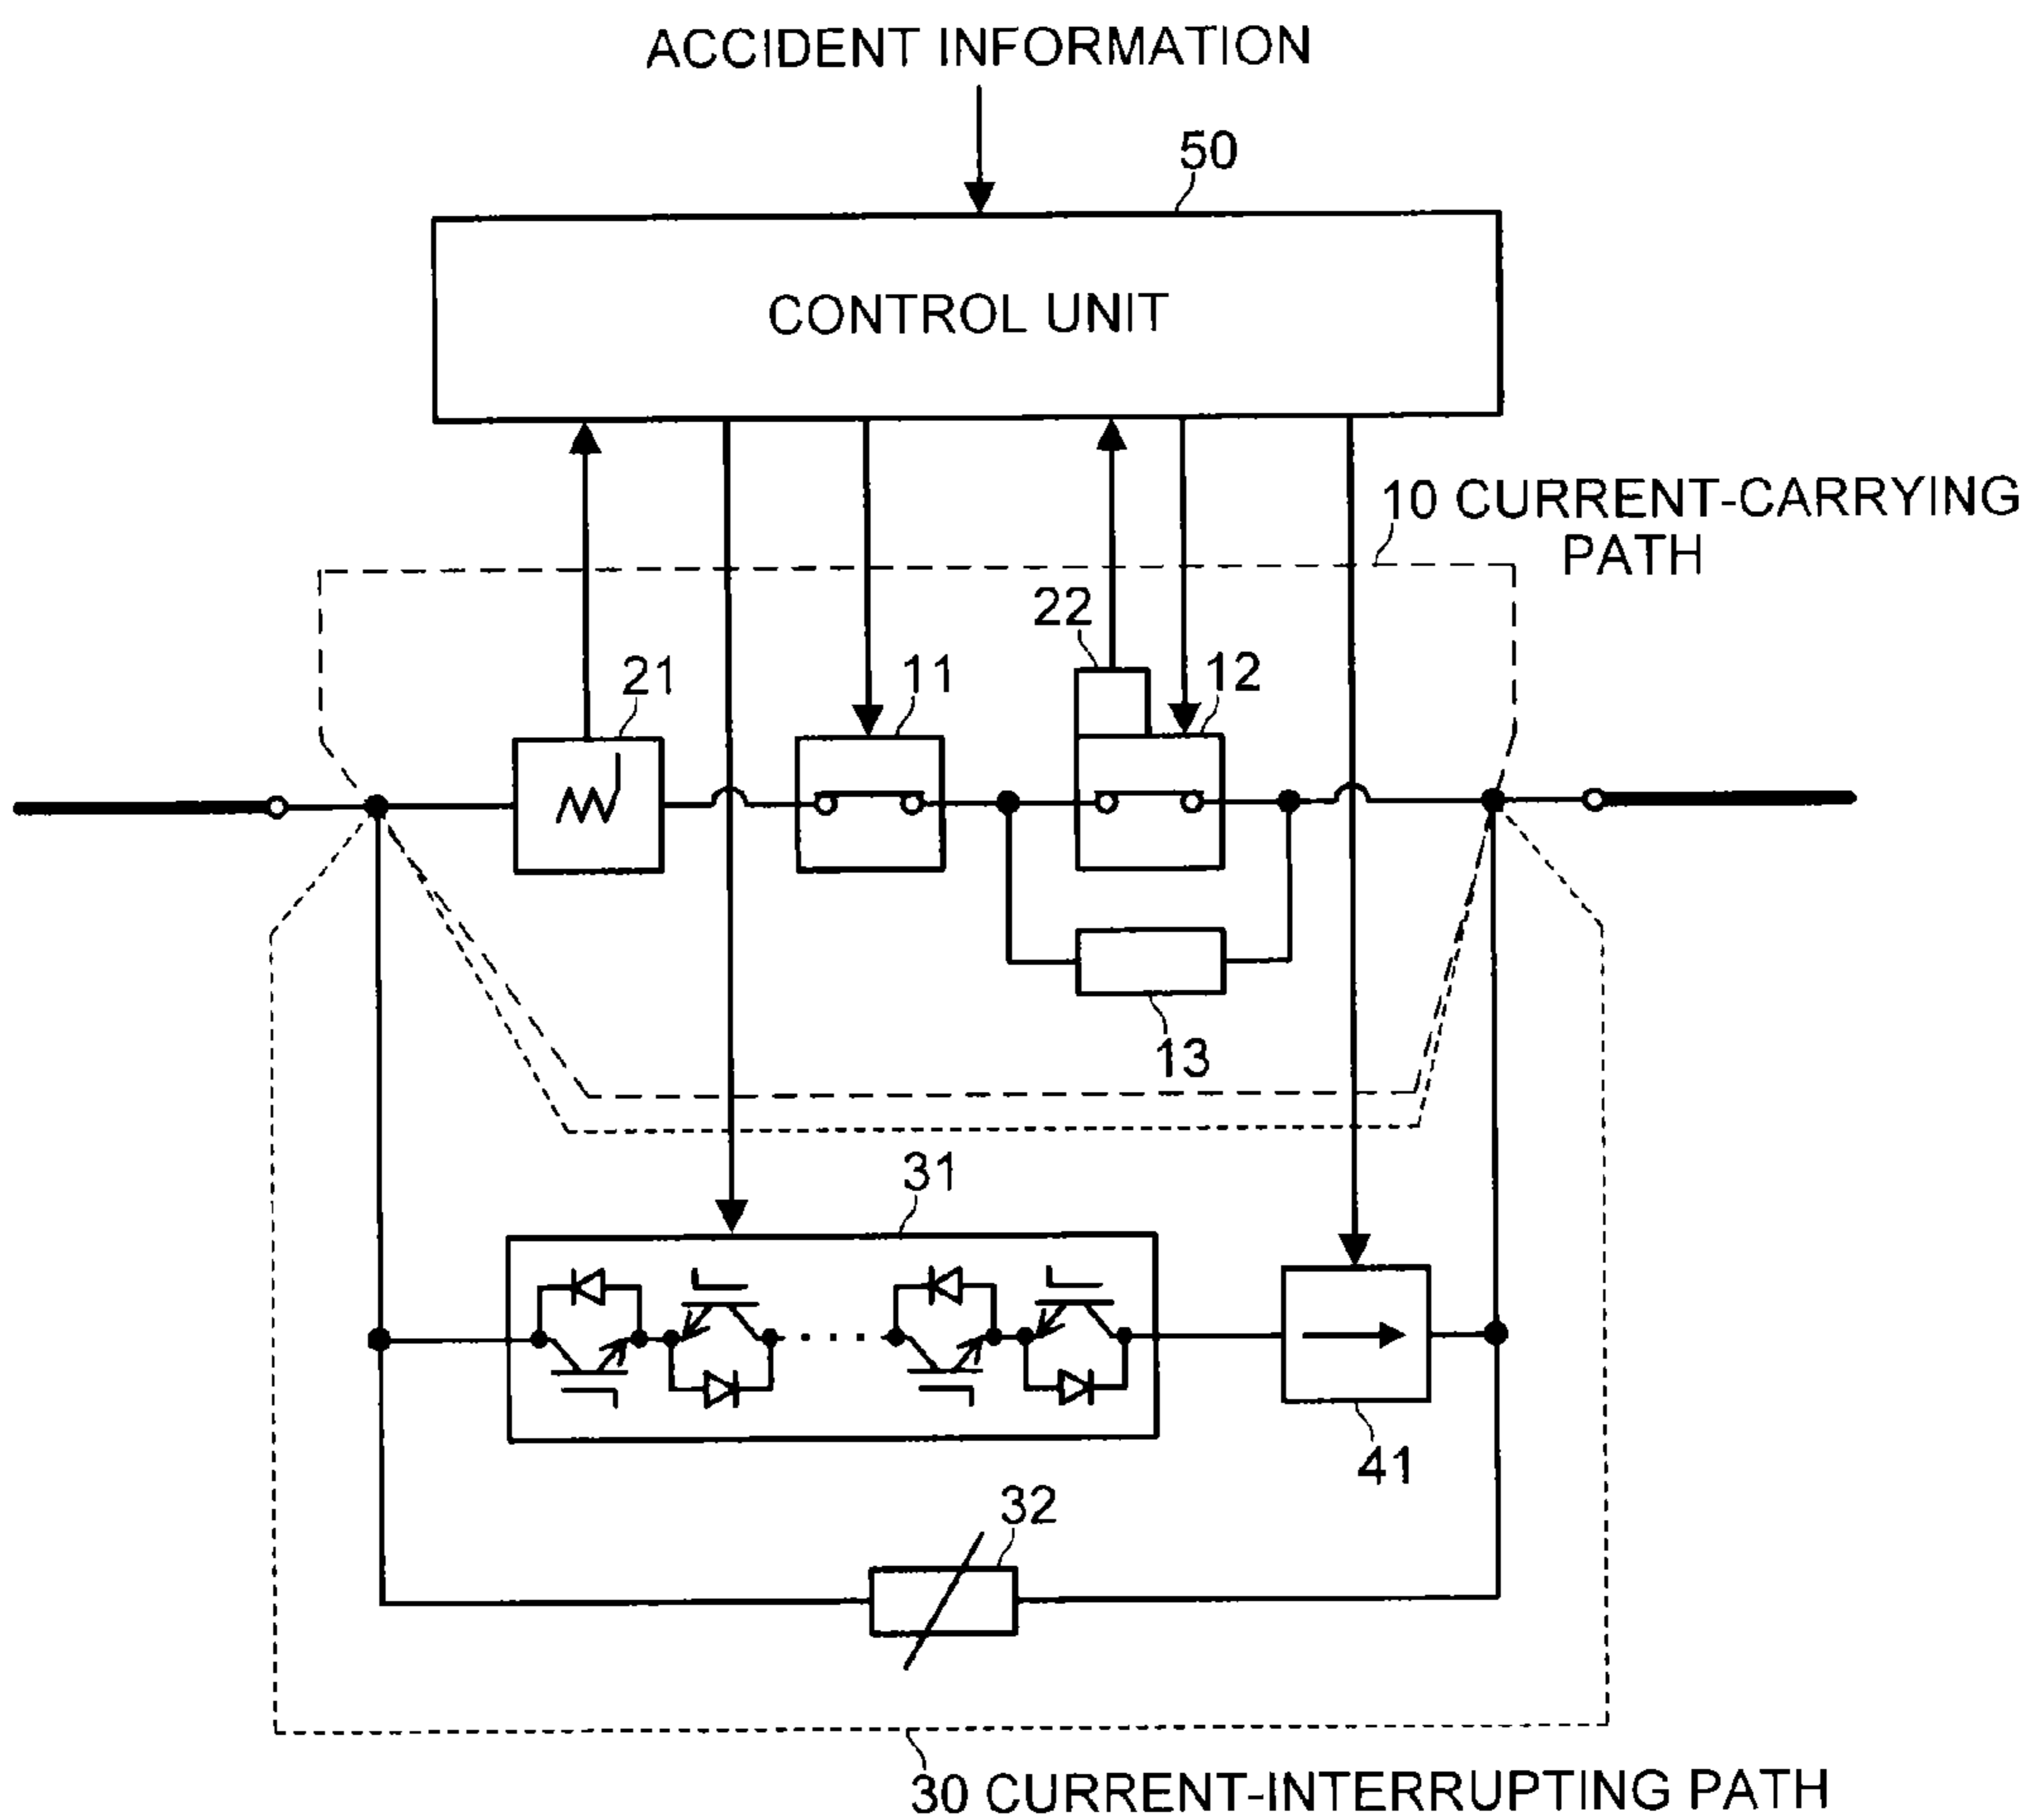 ACCIDENT INFORMATION
50
CONTROL UNIT
10 CURRENT-CARRYING
PATH
22
21
11
12
13
31
41
32
30 CURRENT-INTERRUPTING PATH